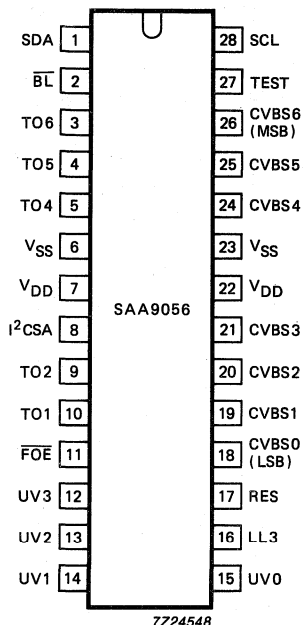 SDA 1 28 SCL
BL 2 27 TEST
TO6 3 26 CVBS6 (MSB)
TO5 4 25 CVBS5
TO4 5 24 CVBS4
VSS 6 23 VSS
VDD 7 22 VDD
SAA9056
I²CSA 8 21 CVBS3
TO2 9 20 CVBS2
TO1 10 19 CVBS1
FOE 11 18 CVBS0 (LSB)
UV3 12 17 RES
UV2 13 16 LL3
UV1 14 15 UV0
7Z24548